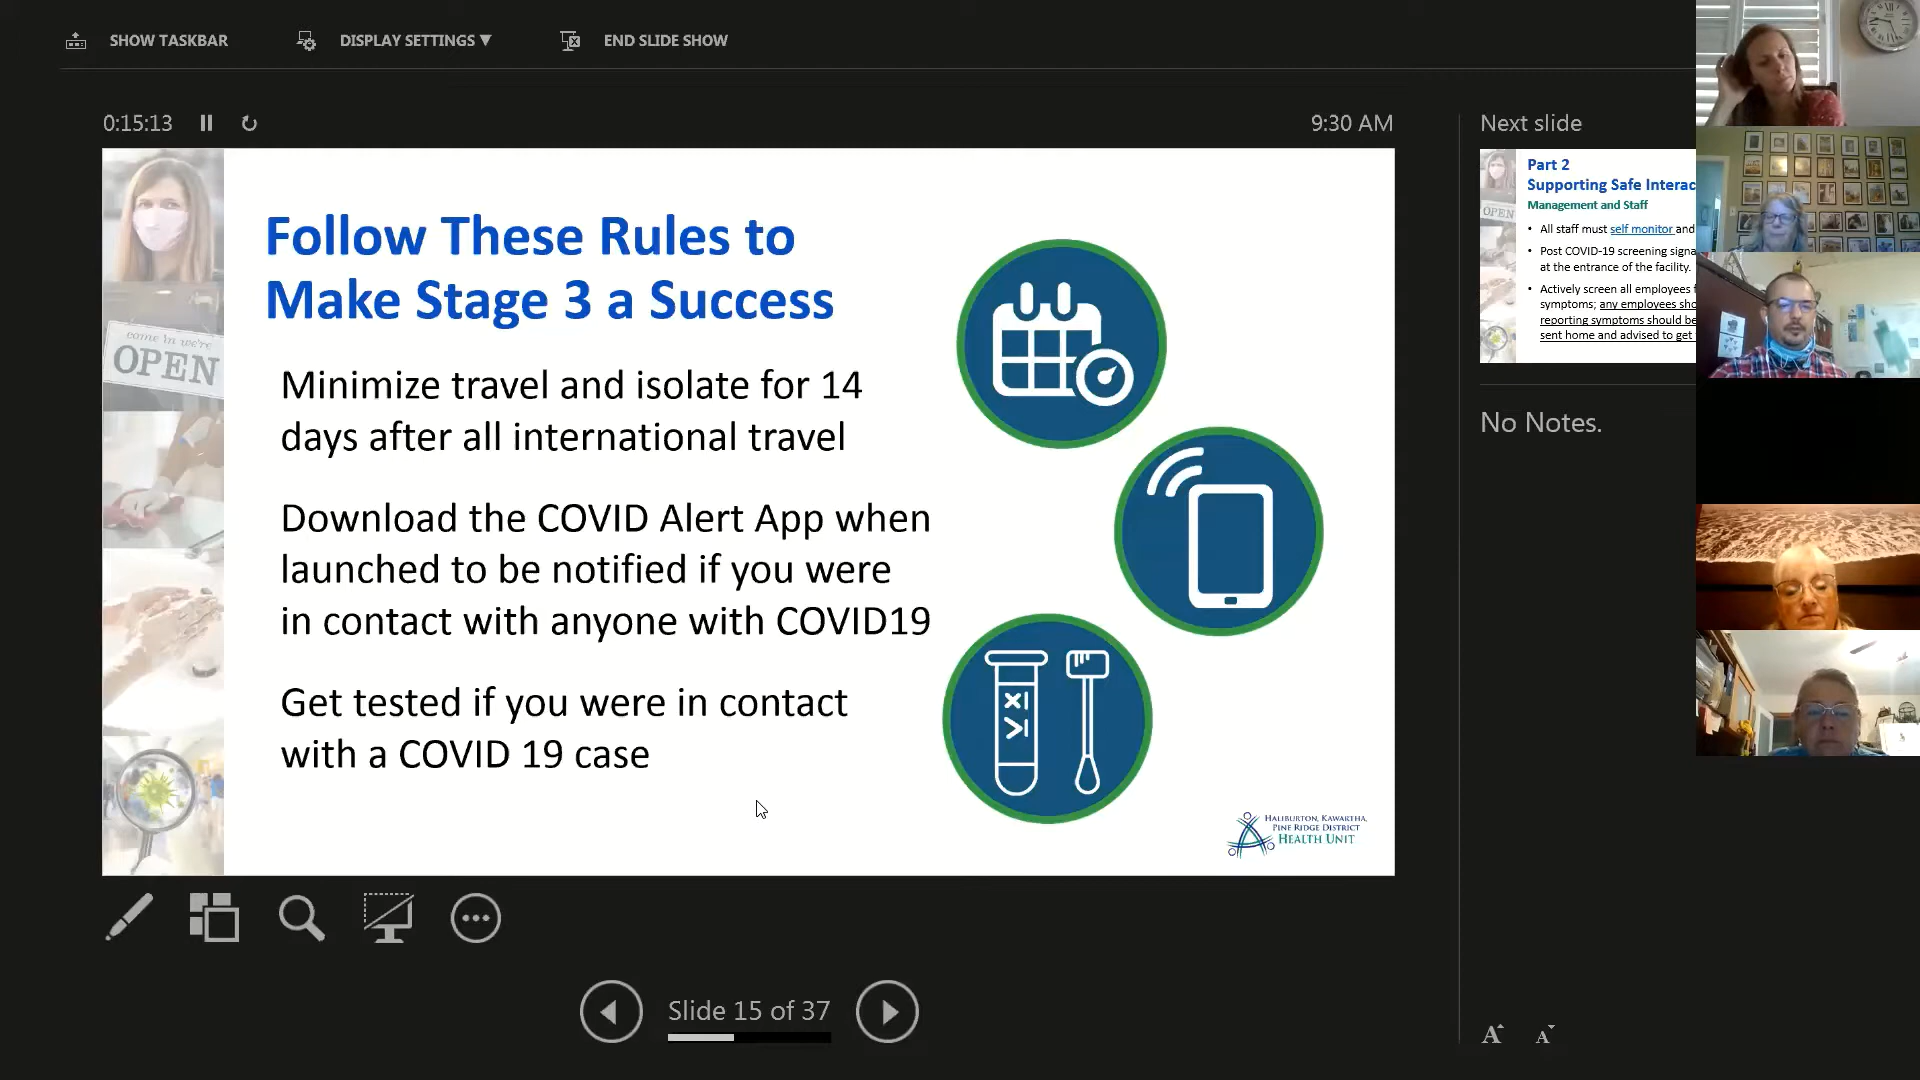 SHOW TASKBAR
DISPLAY SETTINGS ▼
END SLIDE SHOW
0:15:13
9:30 AM
come in we're
OPEN
Follow These Rules to
Make Stage 3 a Success
Minimize travel and isolate for 14
days after all international travel
Download the COVID Alert App when
launched to be notified if you were
in contact with anyone with COVID19
Get tested if you were in contact
with a COVID 19 case
HALIBURTON, KAWARTHA,
PINE RIDGE DISTRICT
HEALTH UNIT
Slide 15 of 37
Next slide
OPEN
Part 2
Supporting Safe Interac
Management and Staff
• All staff must self monitor and
• Post COVID-19 screening signa
at the entrance of the facility.
• Actively screen all employees f
symptoms; any employees sho
reporting symptoms should be
sent home and advised to get
No Notes.
A A